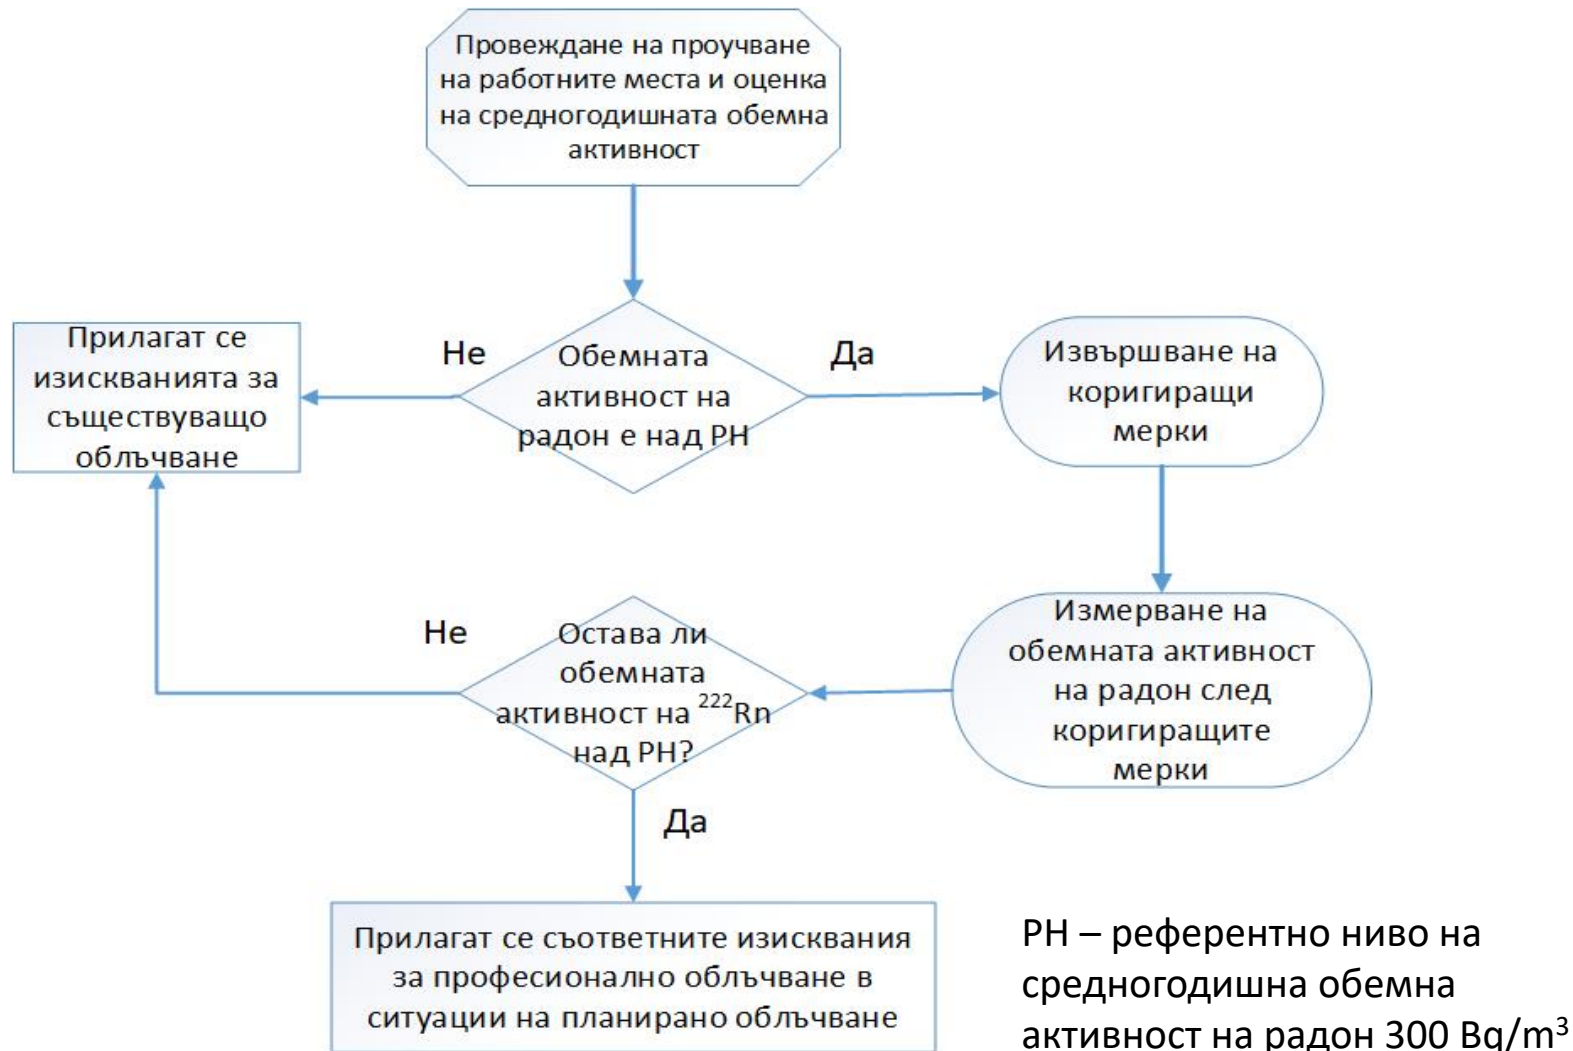 Провеждане на проучване
на работните места и оценка
на средногодишната обемна
активност
Не
Обемната
активност на
радон е над РН
Да
Прилагат се
изискванията за
съществуващо
облъчване
Извършване на
коригиращи
мерки
Измерване на
обемната активност
на радон след
коригиращите
мерки
Не
Остава ли
обемната
активност на ²²²Rn
над РН?
Да
Прилагат се съответните изисквания
за професионално облъчване в
ситуации на планирано облъчване
РН – референтно ниво на
средногодишна обемна
активност на радон 300 Bq/m³